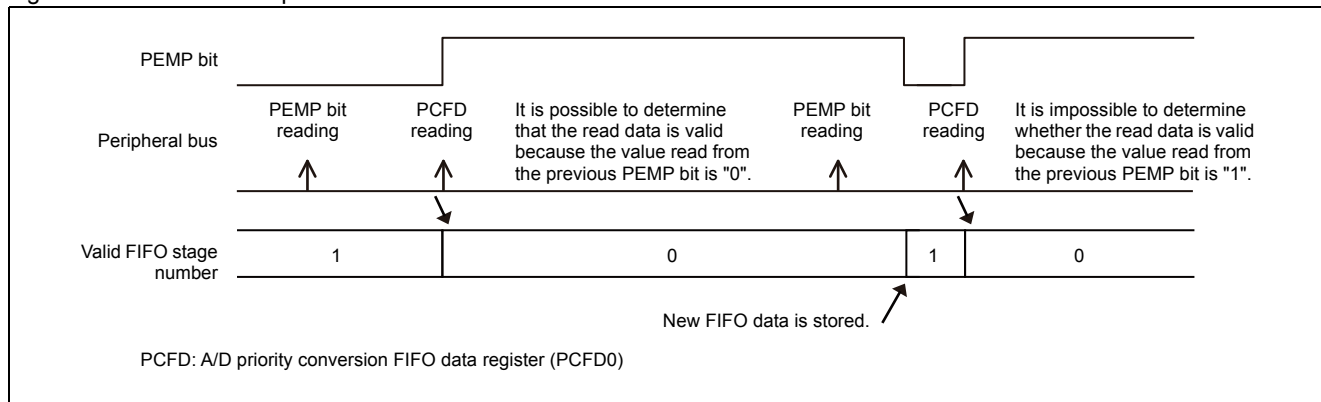 PEMP bit
Peripheral bus
PEMP bit
reading
PCFD
reading
It is possible to determine
that the read data is valid
because the value read from
the previous PEMP bit is "0".
PEMP bit
reading
PCFD
reading
It is impossible to determine
whether the read data is valid
because the value read from
the previous PEMP bit is "1".
Valid FIFO stage
number
1
0
1
0
New FIFO data is stored.
PCFD: A/D priority conversion FIFO data register (PCFD0)